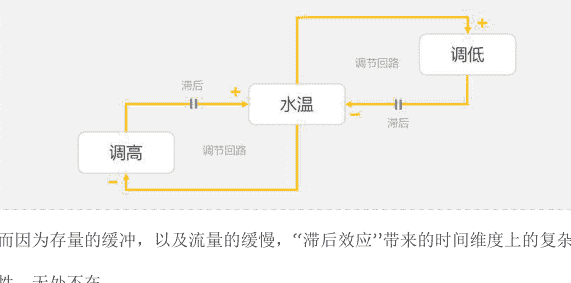 +
调低
调节回路
滞后
+
水温
−
滞后
调高
调节回路
−
而因为存量的缓冲，以及流量的缓慢，“滞后效应”带来的时间维度上的复杂
性，无处不在